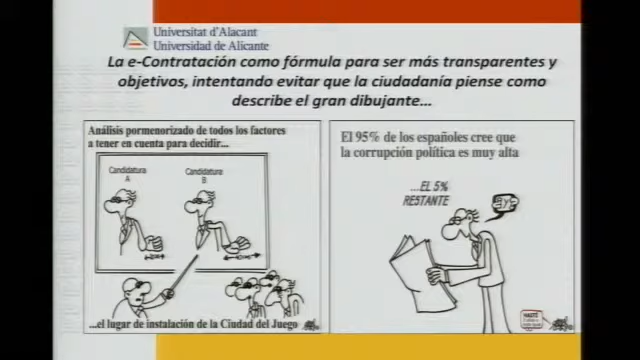 Universitat d'Alacant
Universidad de Alicante
La e-Contratación como fórmula para ser más transparentes y
objetivos, intentando evitar que la ciudadanía piense como
describe el gran dibujante...
Análisis pormenorizado de todos los factores
a tener en cuenta para decidir...
Candidatura
A
Candidatura
B
...el lugar de instalación de la Ciudad del Juego
El 95% de los españoles cree que
la corrupción política es muy alta
...EL 5%
RESTANTE